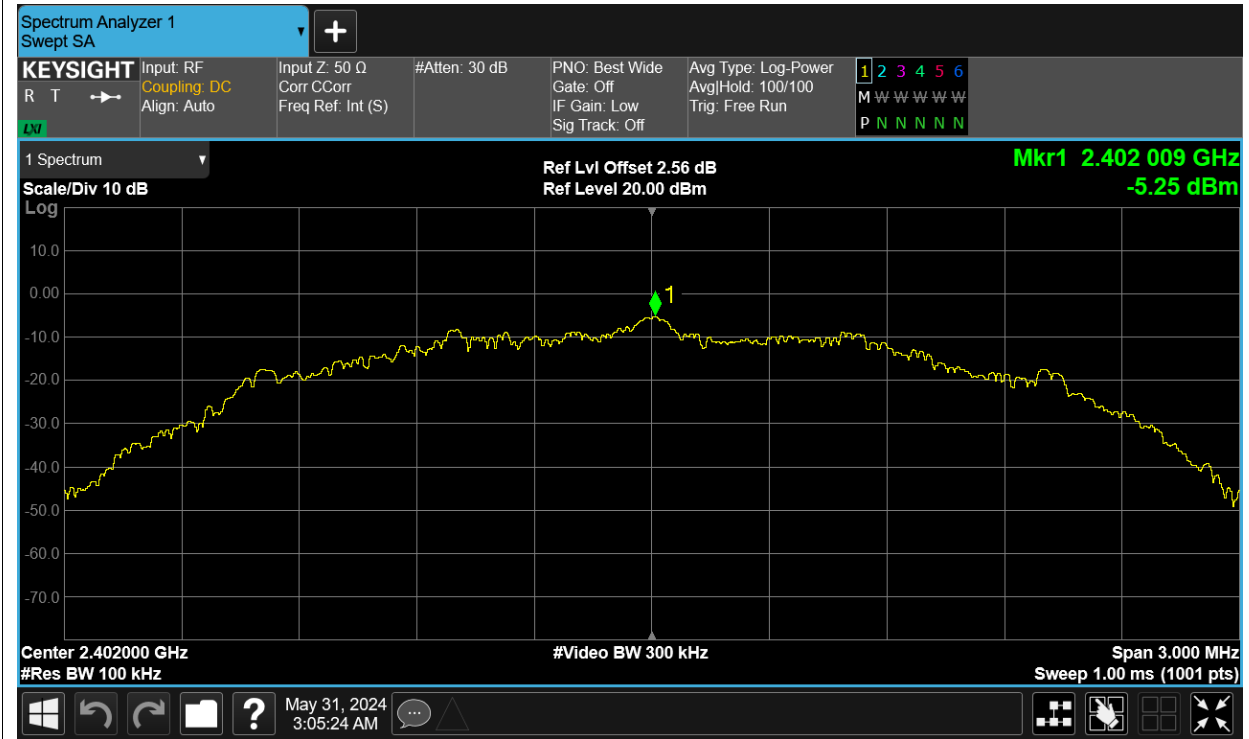 Spectrum Analyzer 1
Swept SA
+
KEYSIGHT
R T
LXI
Input: RF
Coupling: DC
Align: Auto
Input Z: 50 Ω
Corr CCorr
Freq Ref: Int (S)
#Atten: 30 dB
PNO: Best Wide
Gate: Off
IF Gain: Low
Sig Track: Off
Avg Type: Log-Power
Avg|Hold: 100/100
Trig: Free Run
1 2 3 4 5 6
M W W W W W
P N N N N N
1 Spectrum
Scale/Div 10 dB
Ref Lvl Offset 2.56 dB
Ref Level 20.00 dBm
Mkr1 2.402 009 GHz
-5.25 dBm
Log
10.0
0.00
1
-10.0
-20.0
-30.0
-40.0
-50.0
-60.0
-70.0
Center 2.402000 GHz
#Res BW 100 kHz
#Video BW 300 kHz
Span 3.000 MHz
Sweep 1.00 ms (1001 pts)
?
May 31, 2024
3:05:24 AM